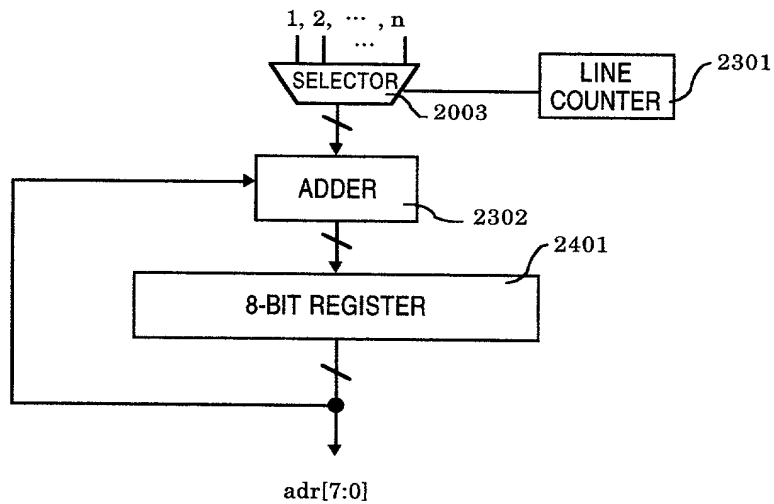 1, 2, ··· , n
···
SELECTOR
2003
LINE
COUNTER
2301
ADDER
2302
2401
8-BIT REGISTER
adr[7:0]